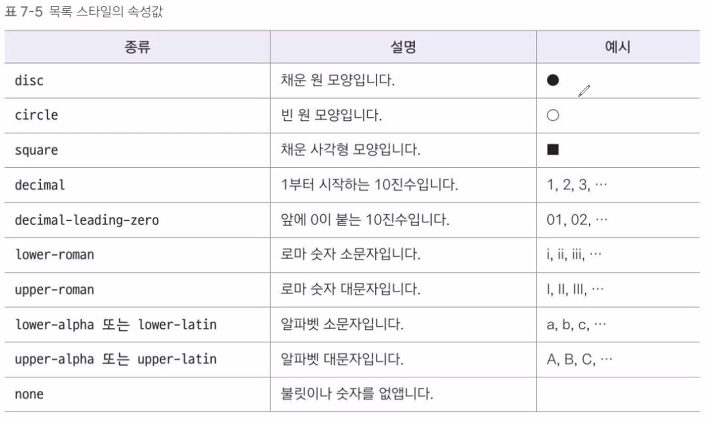 표 7-5 목록 스타일의 속성값
종류 설명 예시
disc 채운 원 모양입니다. ●
circle 빈 원 모양입니다. ○
square 채운 사각형 모양입니다. ■
decimal 1부터 시작하는 10진수입니다. 1, 2, 3, …
decimal-leading-zero 앞에 0이 붙는 10진수입니다. 01, 02, …
lower-roman 로마 숫자 소문자입니다. i, ii, iii, …
upper-roman 로마 숫자 대문자입니다. I, II, III, …
lower-alpha 또는 lower-latin 알파벳 소문자입니다. a, b, c, …
upper-alpha 또는 upper-latin 알파벳 대문자입니다. A, B, C, …
none 불릿이나 숫자를 없앱니다.